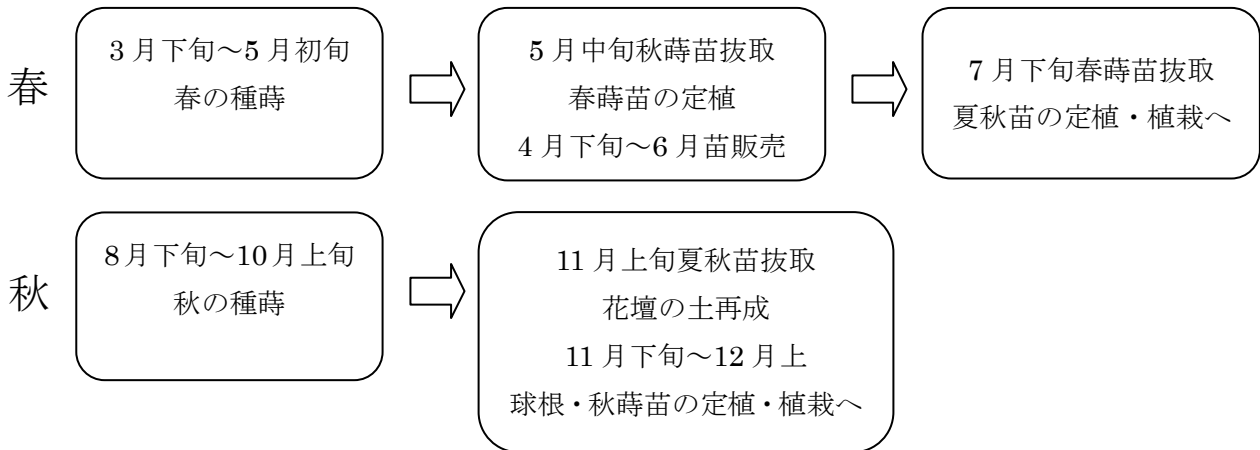 春
3月下旬～5月初旬
春の種蒔
5月中旬秋蒔苗抜取
春蒔苗の定植
4月下旬～6月苗販売
7月下旬春蒔苗抜取
夏秋苗の定植・植栽へ
秋
8月下旬～10月上旬
秋の種蒔
11月上旬夏秋苗抜取
花壇の土再成
11月下旬～12月上
球根・秋蒔苗の定植・植栽へ